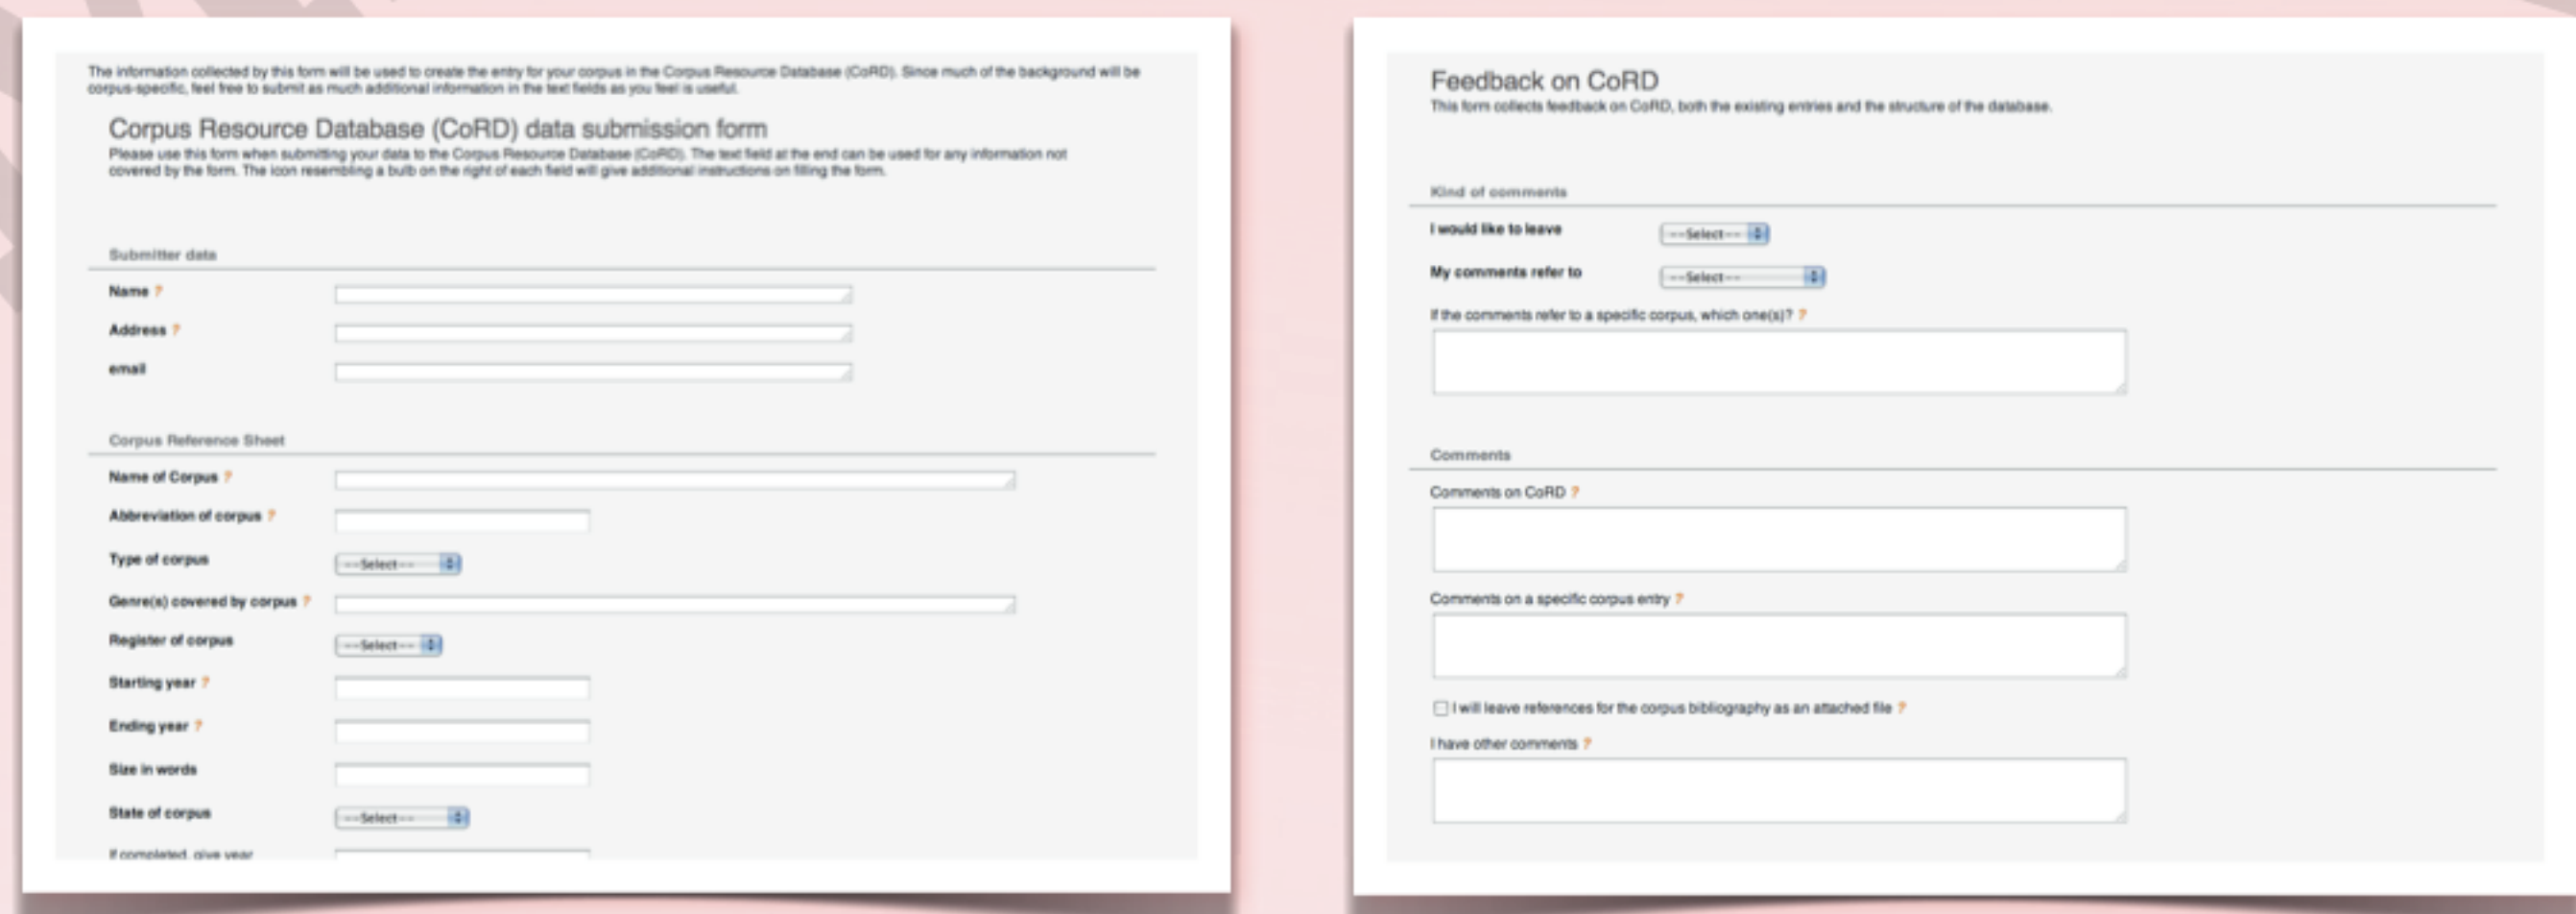 The information collected by this form will be used to create the entry for your corpus in the Corpus Resource Database (CoRD). Since much of the background will be
corpus-specific, feel free to submit as much additional information in the text fields as you feel is useful.
Corpus Resource Database (CoRD) data submission form
Please use this form when submitting your data to the Corpus Resource Database (CoRD). The text field at the end can be used for any information not
covered by the form. The icon resembling a bulb on the right of each field will give additional instructions on filling the form.
Submitter data
Name ?
Address ?
email
Corpus Reference Sheet
Name of Corpus ?
Abbreviation of corpus ?
Type of corpus --Select--
Genre(s) covered by corpus ?
Register of corpus --Select--
Starting year ?
Ending year ?
Size in words
State of corpus --Select--
If completed, give year
Feedback on CoRD
This form collects feedback on CoRD, both the existing entries and the structure of the database.
Kind of comments
I would like to leave --Select--
My comments refer to --Select--
If the comments refer to a specific corpus, which one(s)? ?
Comments
Comments on CoRD ?
Comments on a specific corpus entry ?
I will leave references for the corpus bibliography as an attached file ?
I have other comments ?